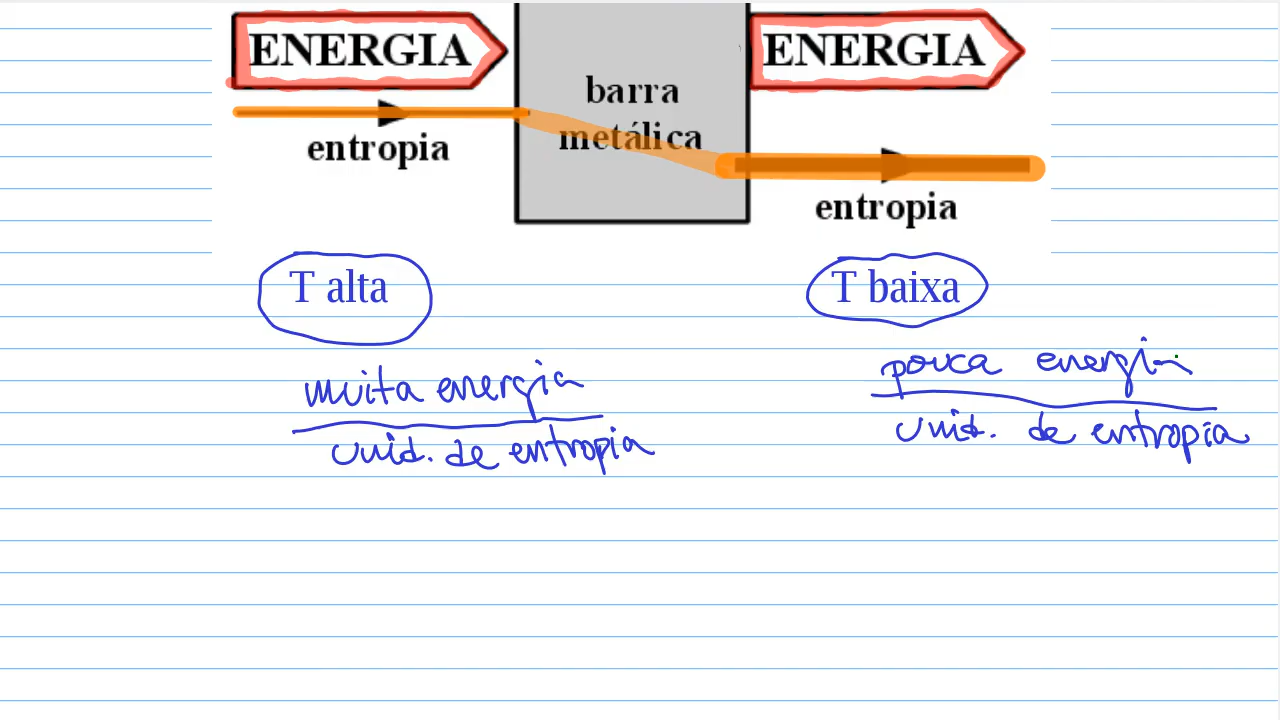 ENERGIA ENERGIA
barra
metálica
entropia
entropia
T alta T baixa
muita energia pouca energia
unid. de entropia unid. de entropia